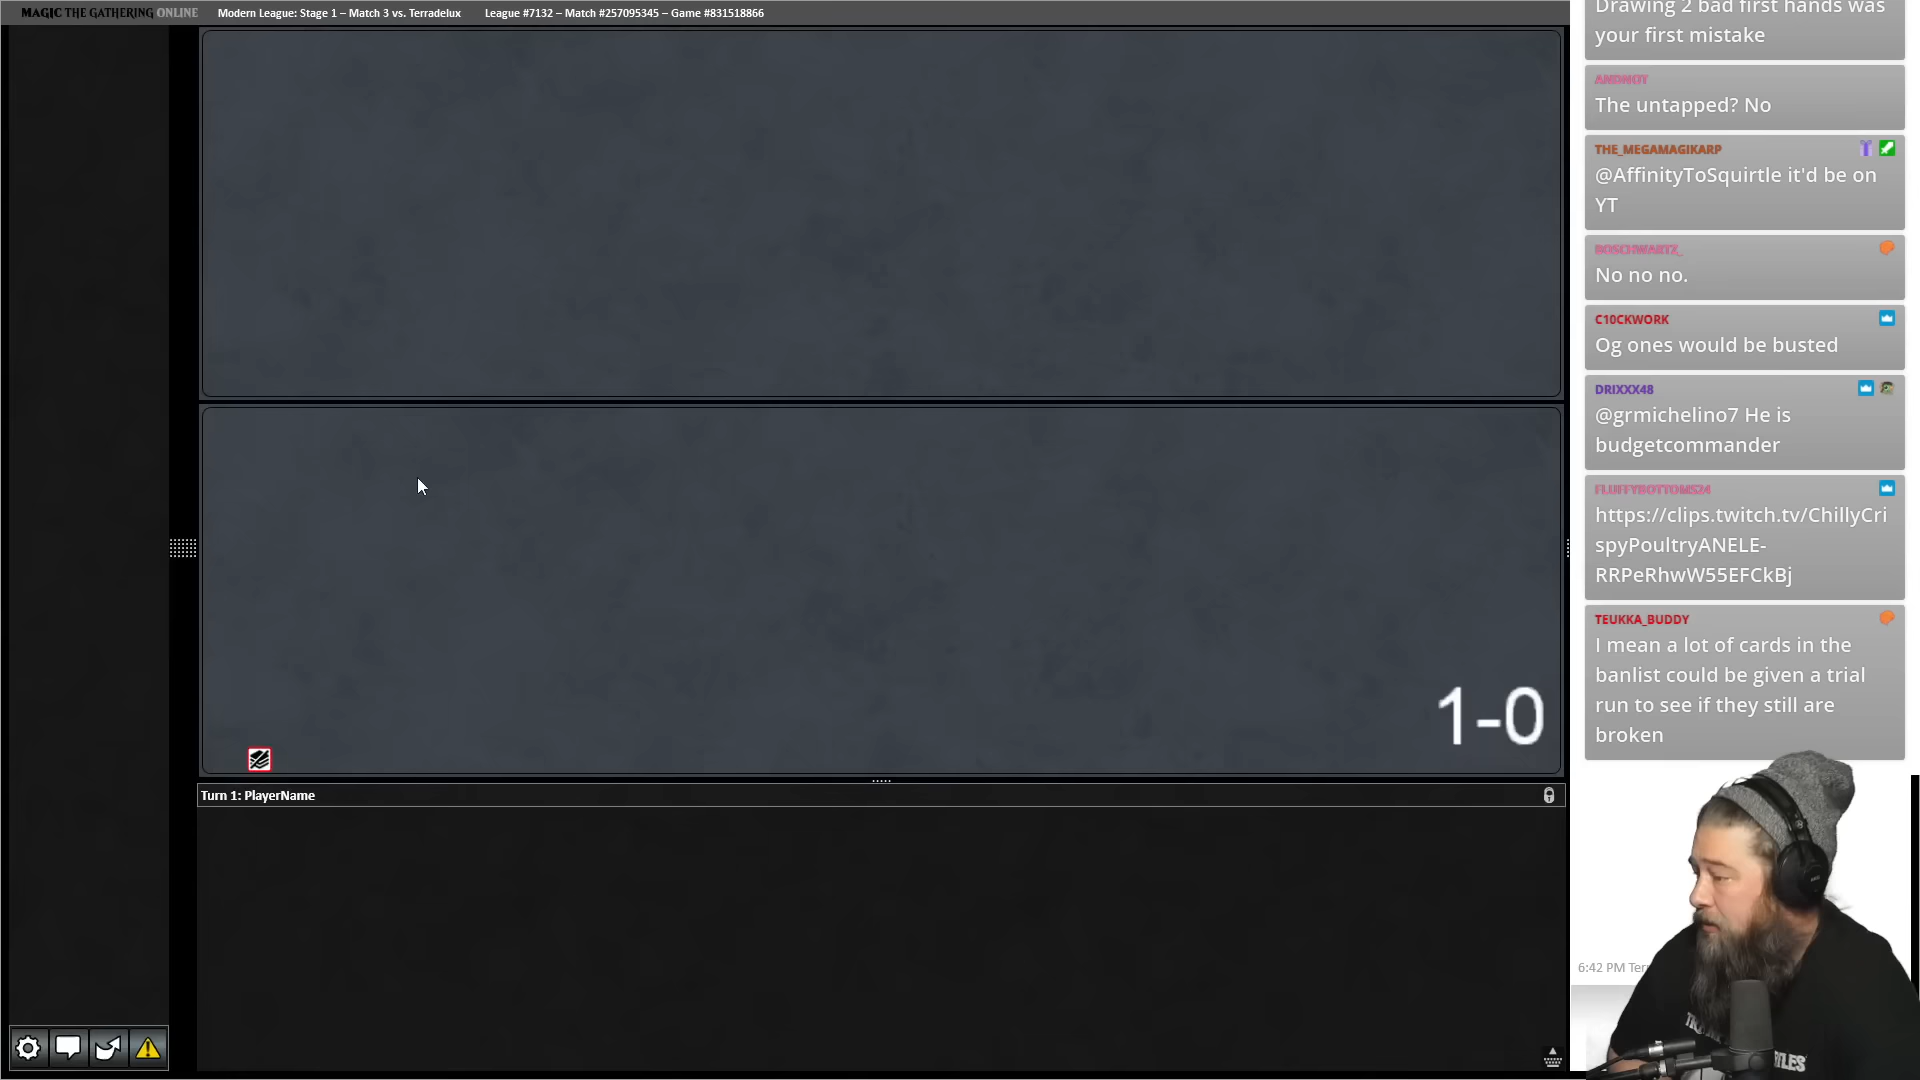 MAGIC THE GATHERING ONLINE
Modern League: Stage 1 – Match 3 vs. Terradelux
League #7132 – Match #257095345 – Game #831518866
Drawing 2 bad first hands was
your first mistake
The untapped? No
THE_MEGAMAGIKARP
@AffinityToSquirtle it'd be on
YT
BOSCHWARTZ_
No no no.
C10CKWORK
Og ones would be busted
DRIXXX48
@grmichelino7 He is
budgetcommander
FLUFFYBOTTOMS24
https://clips.twitch.tv/ChillyCri
spyPoultryANELE-
RRPeRhwW55EFCkBj
TEUKKA_BUDDY
I mean a lot of cards in the
banlist could be given a trial
run to see if they still are
broken
1-0
Turn 1: PlayerName
6:42 PM